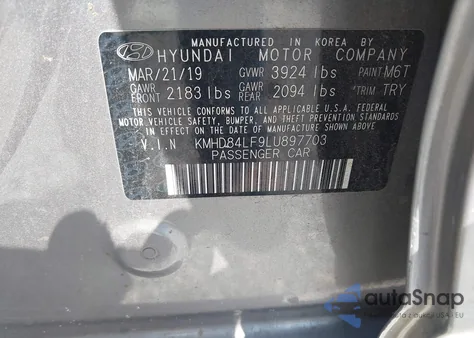 MANUFACTURED IN KOREA BY
HYUNDAI MOTOR COMPANY
MAR/21/19 GVWR 3924 lbs PAINT M6T
GAWR FRONT 2183 lbs GAWR REAR 2094 lbs *TRIM TRY
THIS VEHICLE CONFORMS TO ALL APPLICABLE U.S.A. FEDERAL
MOTOR VEHICLE SAFETY, BUMPER, AND THEFT PREVENTION STANDARDS
IN EFFECT ON THE DATE OF MANUFACTURE SHOWN ABOVE.
V.I.N KMHD84LF9LU897703
PASSENGER CAR
autoSnap